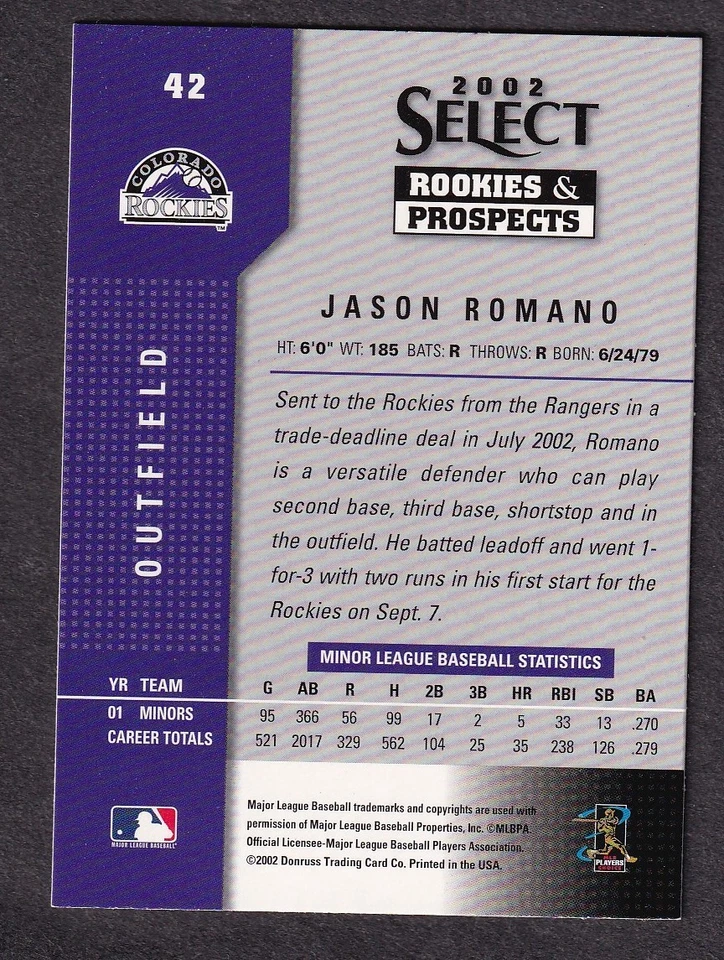 42
COLORADO
ROCKIES
TM
2002
SELECT
ROOKIES &
PROSPECTS
OUTFIELD
JASON ROMANO
HT: 6'0" WT: 185 BATS: R THROWS: R BORN: 6/24/79
Sent to the Rockies from the Rangers in a
trade-deadline deal in July 2002, Romano
is a versatile defender who can play
second base, third base, shortstop and in
the outfield. He batted leadoff and went 1-
for-3 with two runs in his first start for the
Rockies on Sept. 7.
MINOR LEAGUE BASEBALL STATISTICS
YR TEAM G AB R H 2B 3B HR RBI SB BA
01 MINORS 95 366 56 99 17 2 5 33 13 .270
CAREER TOTALS 521 2017 329 562 104 25 35 238 126 .279
MAJOR LEAGUE BASEBALL
Major League Baseball trademarks and copyrights are used with
permission of Major League Baseball Properties, Inc. ©MLBPA
Official Licensee-Major League Baseball Players Association.
©2002 Donruss Trading Card Co. Printed in the USA.
PLAYERS
CHOICE